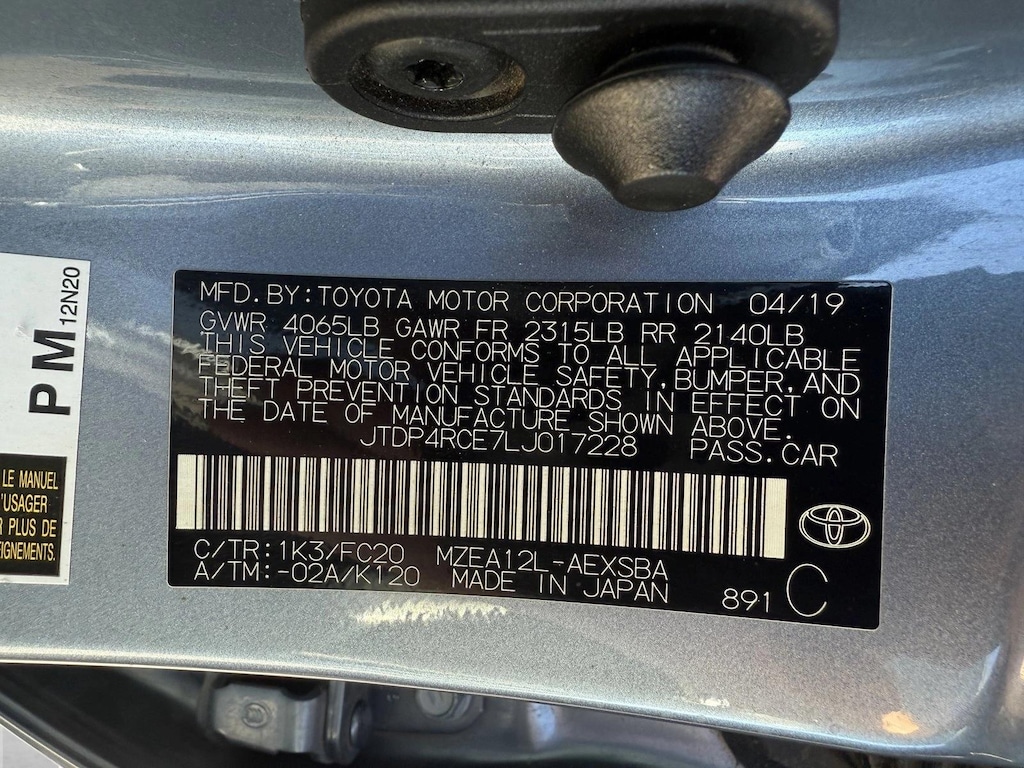 MFD.BY:TOYOTA MOTOR CORPORATION 04/19
GVWR 4065LB GAWR FR 2315LB RR 2140LB
THIS VEHICLE CONFORMS TO ALL APPLICABLE
FEDERAL MOTOR VEHICLE SAFETY,BUMPER,AND
THEFT PREVENTION STANDARDS IN EFFECT ON
THE DATE OF MANUFACTURE SHOWN ABOVE.
JTDP4RCE7LJ017228 PASS.CAR
C/TR:1K3/FC20 MZEA12L-AEXSBA
A/TM:-02A/K120 MADE IN JAPAN
891 C
PM 12N20
LE MANUEL
'USAGER
R PLUS DE
EIGNEMENTS.